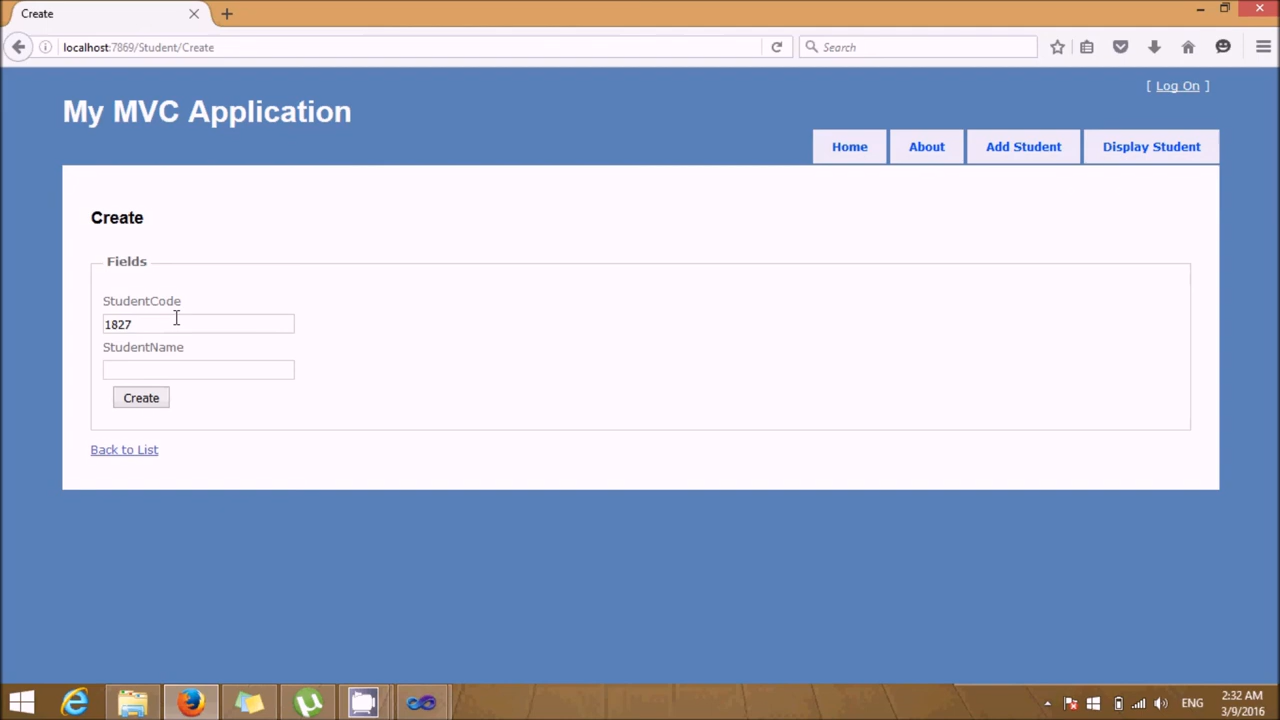 Create
localhost:7869/Student/Create
Search
[ Log On ]
My MVC Application
Home
About
Add Student
Display Student
Create
Fields
StudentCode
1827
StudentName
Create
Back to List
ENG
2:32 AM
3/9/2016